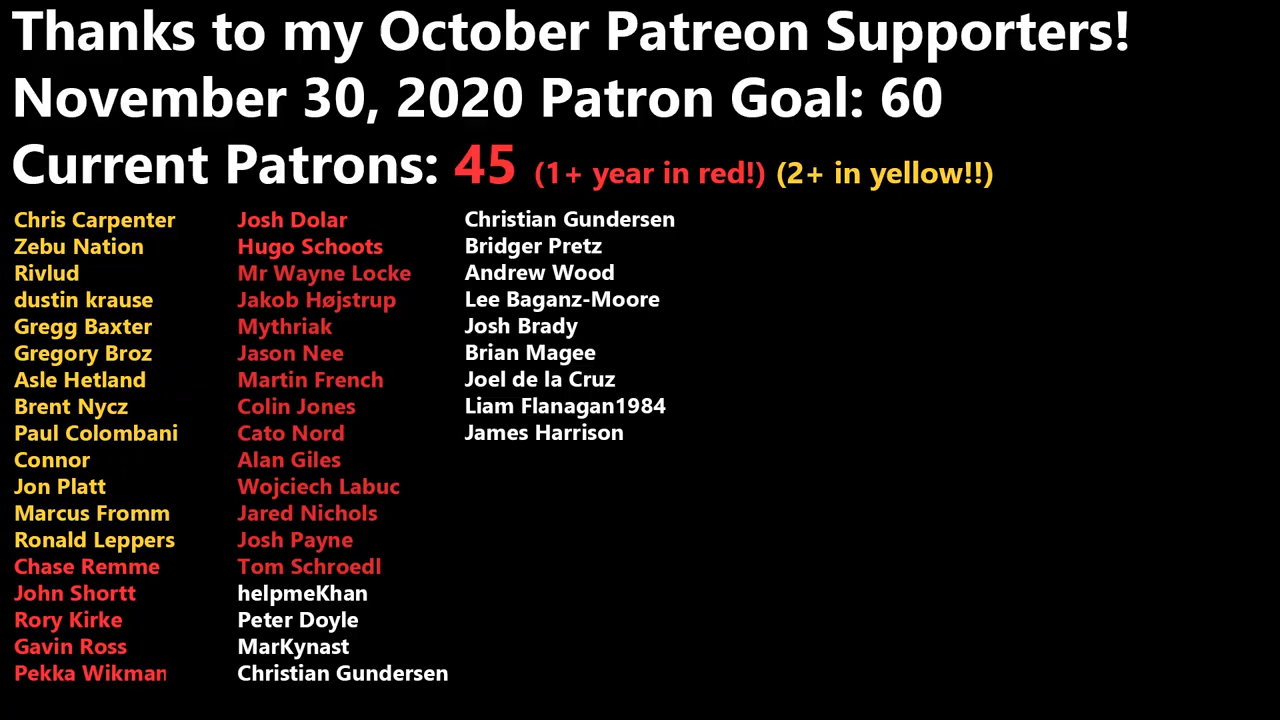 Thanks to my October Patreon Supporters!
November 30, 2020 Patron Goal: 60
Current Patrons: 45 (1+ year in red!) (2+ in yellow!!)
Chris Carpenter
Zebu Nation
Rivlud
dustin krause
Gregg Baxter
Gregory Broz
Asle Hetland
Brent Nycz
Paul Colombani
Connor
Jon Platt
Marcus Fromm
Ronald Leppers
Chase Remme
John Shortt
Rory Kirke
Gavin Ross
Pekka Wikman
Josh Dolar
Hugo Schoots
Mr Wayne Locke
Jakob Højstrup
Mythriak
Jason Nee
Martin French
Colin Jones
Cato Nord
Alan Giles
Wojciech Labuc
Jared Nichols
Josh Payne
Tom Schroedl
helpmeKhan
Peter Doyle
MarKynast
Christian Gundersen
Christian Gundersen
Bridger Pretz
Andrew Wood
Lee Baganz-Moore
Josh Brady
Brian Magee
Joel de la Cruz
Liam Flanagan1984
James Harrison